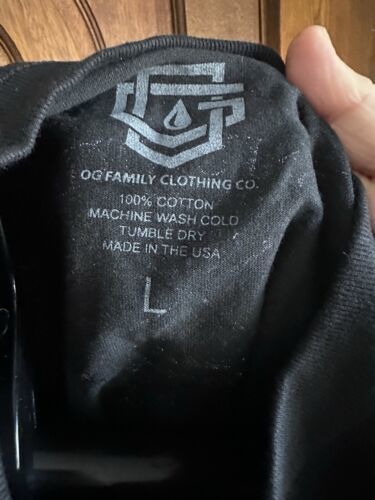 OG FAMILY CLOTHING CO.
100% COTTON
MACHINE WASH COLD
TUMBLE DRY
MADE IN THE USA
L